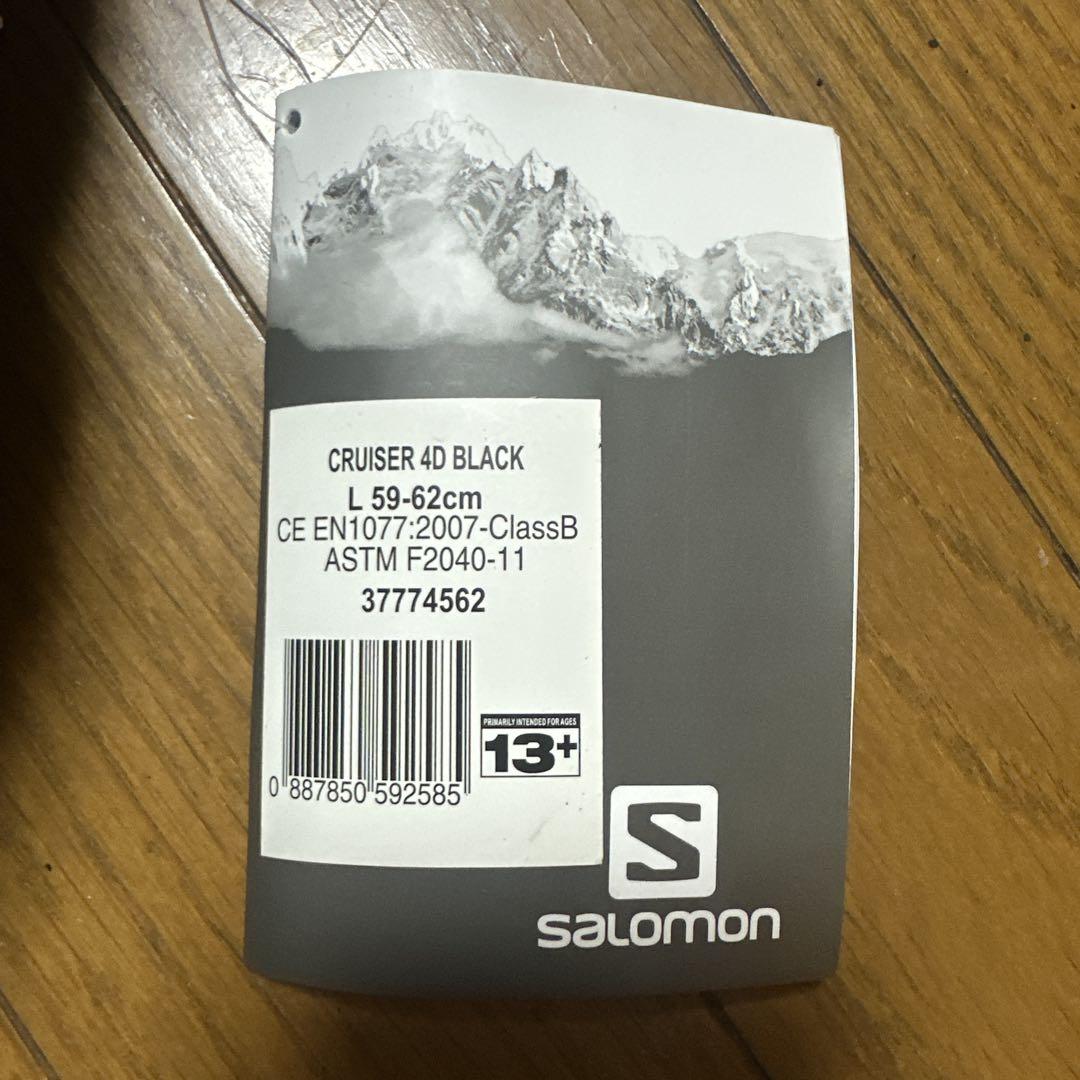 CRUISER 4D BLACK
L 59-62cm
CE EN1077:2007-ClassB
ASTM F2040-11
37774562
PRIMARILY INTENDED FOR AGES
13+
0 887850 592585
S
salomon